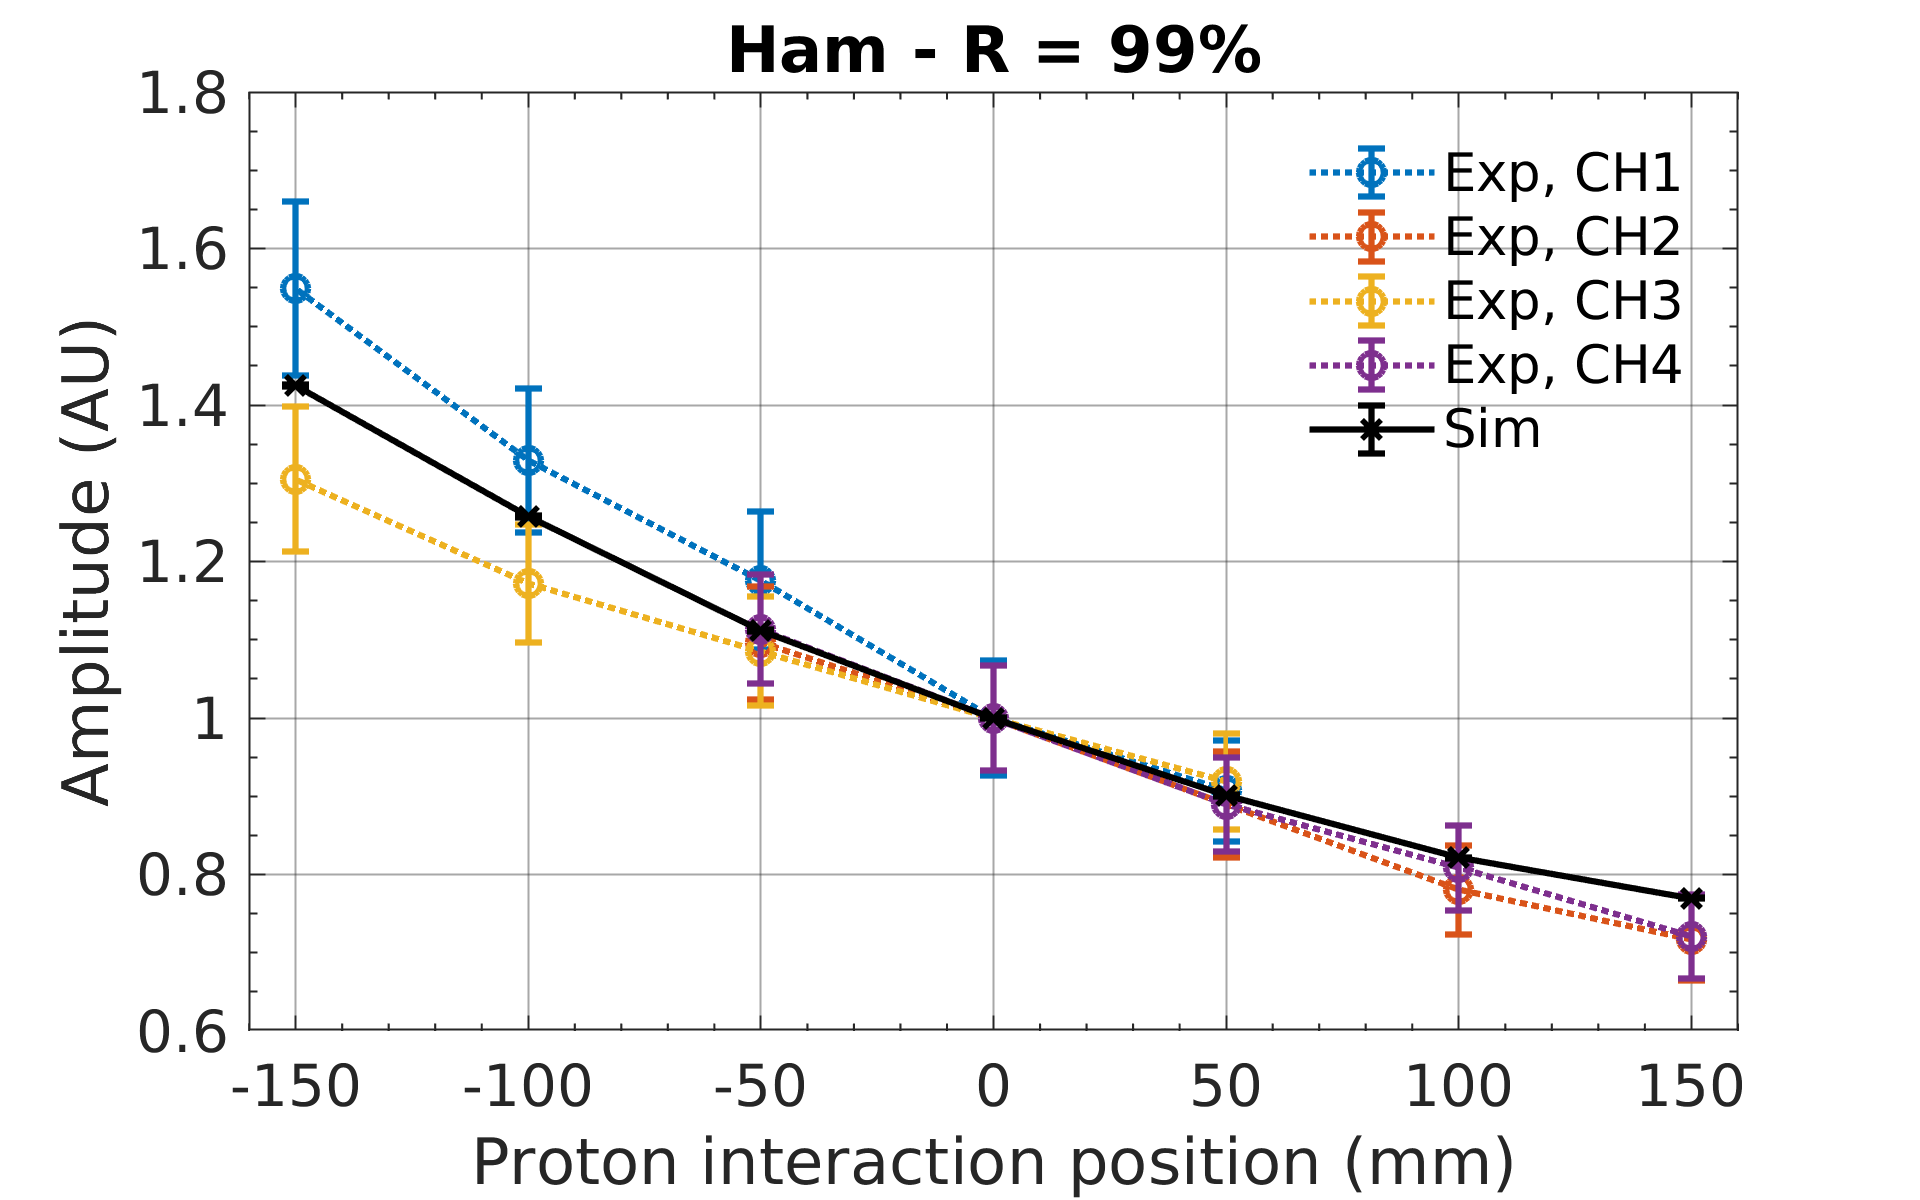 Ham - R = 99%
1.8
1.6
1.4
1.2
1
0.8
0.6
Amplitude (AU)
Exp, CH1
Exp, CH2
Exp, CH3
Exp, CH4
Sim
-150 -100 -50 0 50 100 150
Proton interaction position (mm)